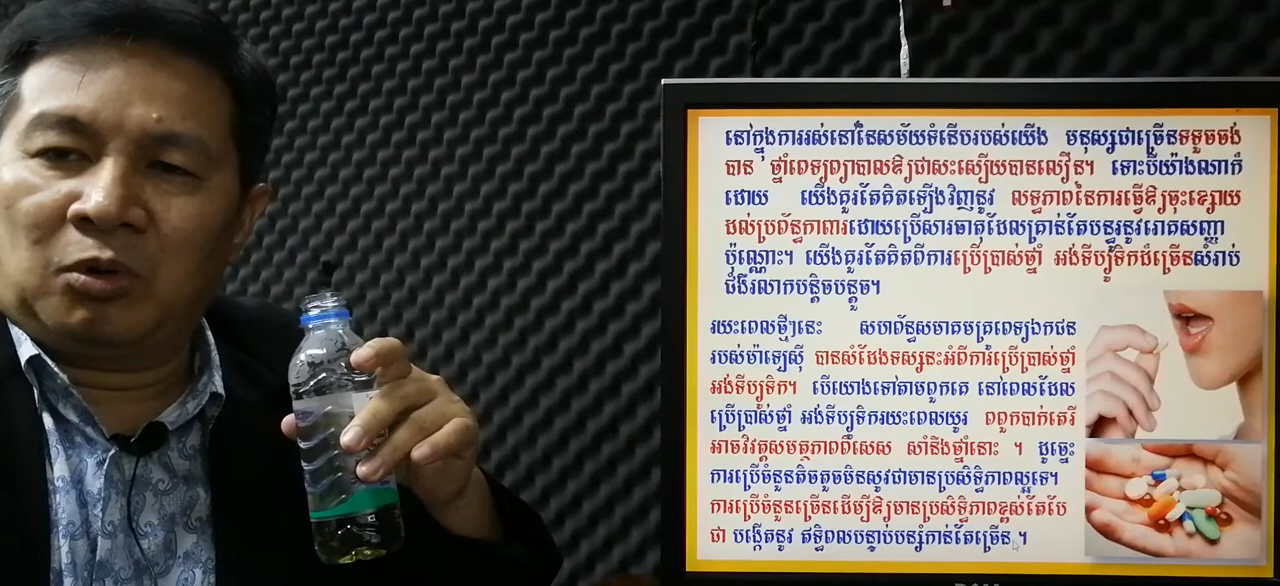 នៅក្នុងការរស់នៅនៃសម័យទំនើបរបស់យើង មនុស្សជាច្រើនទទួចចង់
បាន ថ្នាំពេទ្យព្យាបាលឱ្យជាសះស្បើយបានលឿន។ ទោះបីយ៉ាងណាក៏
ដោយ យើងគួរតែគិតឡើងវិញនូវ លទ្ធភាពនៃការធ្វើឱ្យចុះខ្សោយ
ដល់ប្រព័ន្ធការពារដោយប្រើសារធាតុដែលគ្រាន់តែបន្ធូរនូវរោគសញ្ញា
ប៉ុណ្ណោះ។ យើងគួរតែគិតពីការប្រើប្រាស់ថ្នាំ អង់ទីប្យូទិកដ៏ច្រើនសំរាប់
ជំងឺរលាកបន្តិចបន្តួច។
រយះពេលថ្មីៗនេះ សហព័ន្ធសមាគមគ្រូពេទ្យឯកជន
របស់ម៉ាឡេស៊ី បានសំដែងទស្សនះអំពីការប្រើប្រាស់ថ្នាំ
អង់ទីប្យូទិក។ បើយោងទៅតាមពួកគេ នៅពេលដែល
ប្រើប្រាស់ថ្នាំ អង់ទីប្យូទិករយះពេលយូរ ពពួកបាក់តេរី
អាចវិវត្តសមត្ថភាពពិសេស សាំនឹងថ្នាំនោះ ។ ដូច្នេះ
ការប្រើចំនួនតិចតួចមិនសូវជាមានប្រសិទ្ធិភាពល្អទេ។
ការប្រើចំនួនច្រើនដើម្បីឱ្យមានប្រសិទ្ធិភាពខ្ពស់តែបែ
ជា បង្កើតនូវ ឥទ្ធិពលបន្ទាប់បន្សំកាន់តែច្រើន ។